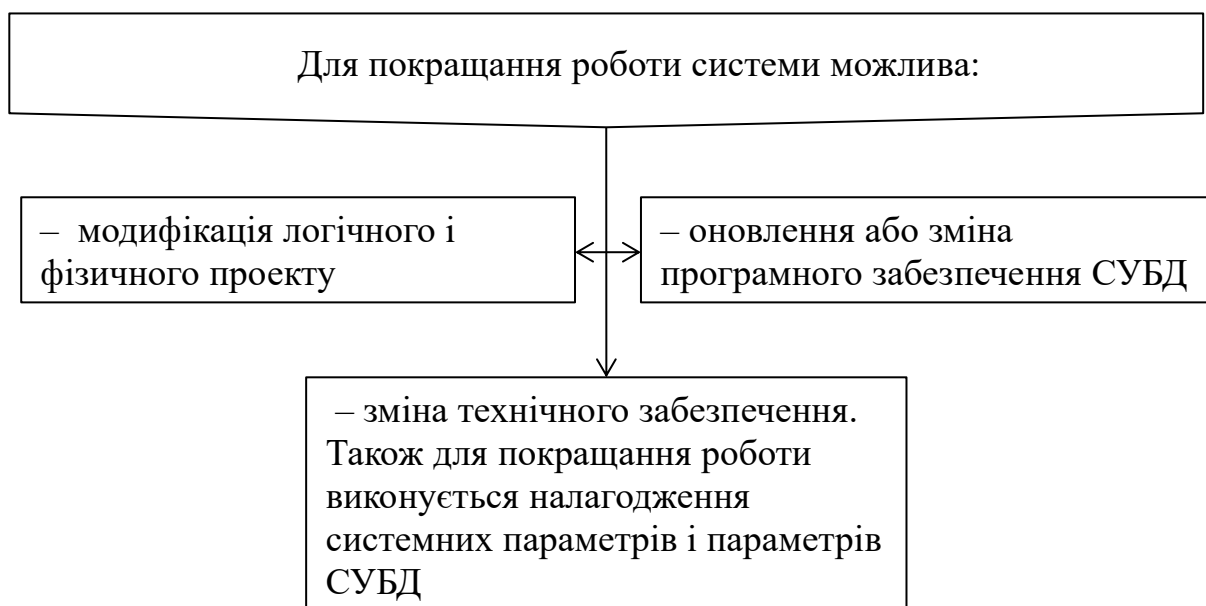 Для покращання роботи системи можлива:
– модифікація логічного і
фізичного проекту
– оновлення або зміна
програмного забезпечення СУБД
– зміна технічного забезпечення.
Також для покращання роботи
виконується налагодження
системних параметрів і параметрів
СУБД